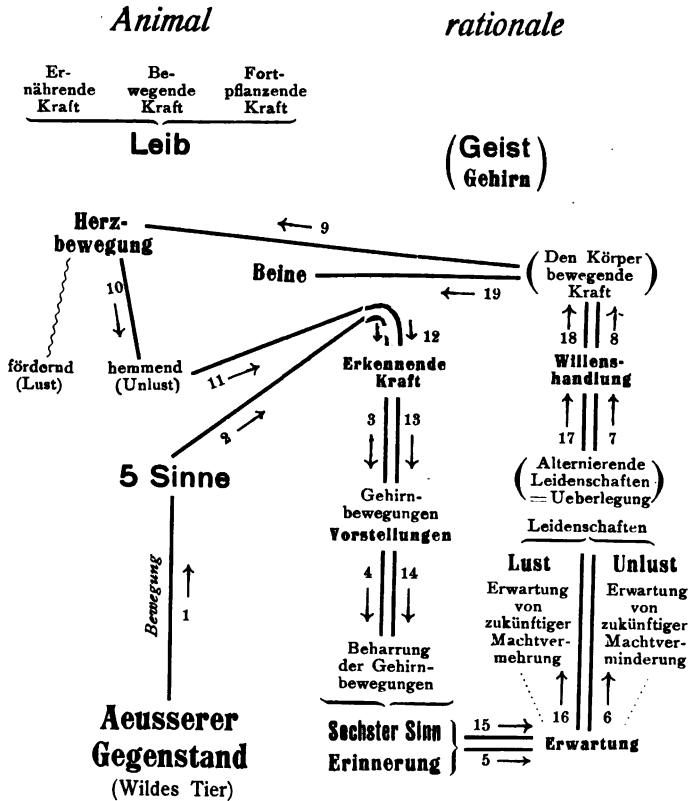 Animal rationale
Er-
nährende
Kraft
Be-
wegende
Kraft
Fort-
pflanzende
Kraft
Leib
(Geist
Gehirn)
Herz-
bewegung
9
Beine
(Den Körper
bewegende
Kraft)
19
10
fördernd
(Lust)
hemmend
(Unlust)
11
12
18
8
Erkennende
Kraft
Willens-
handlung
2
3
13
17
7
5 Sinne
(Alternierende
Leidenschaften
=Ueberlegung)
Gehirn-
bewegungen
Vorstellungen
Leidenschaften
Lust
Unlust
Bewegung
1
4
14
Erwartung
von
zukünftiger
Machtver-
mehrung
Erwartung
von
zukünftiger
Machtver-
minderung
Beharrung
der Gehirn-
bewegungen
16
6
Aeusserer
Gegenstand
(Wildes Tier)
Sechster Sinn
Erinnerung
15
5
Erwartung